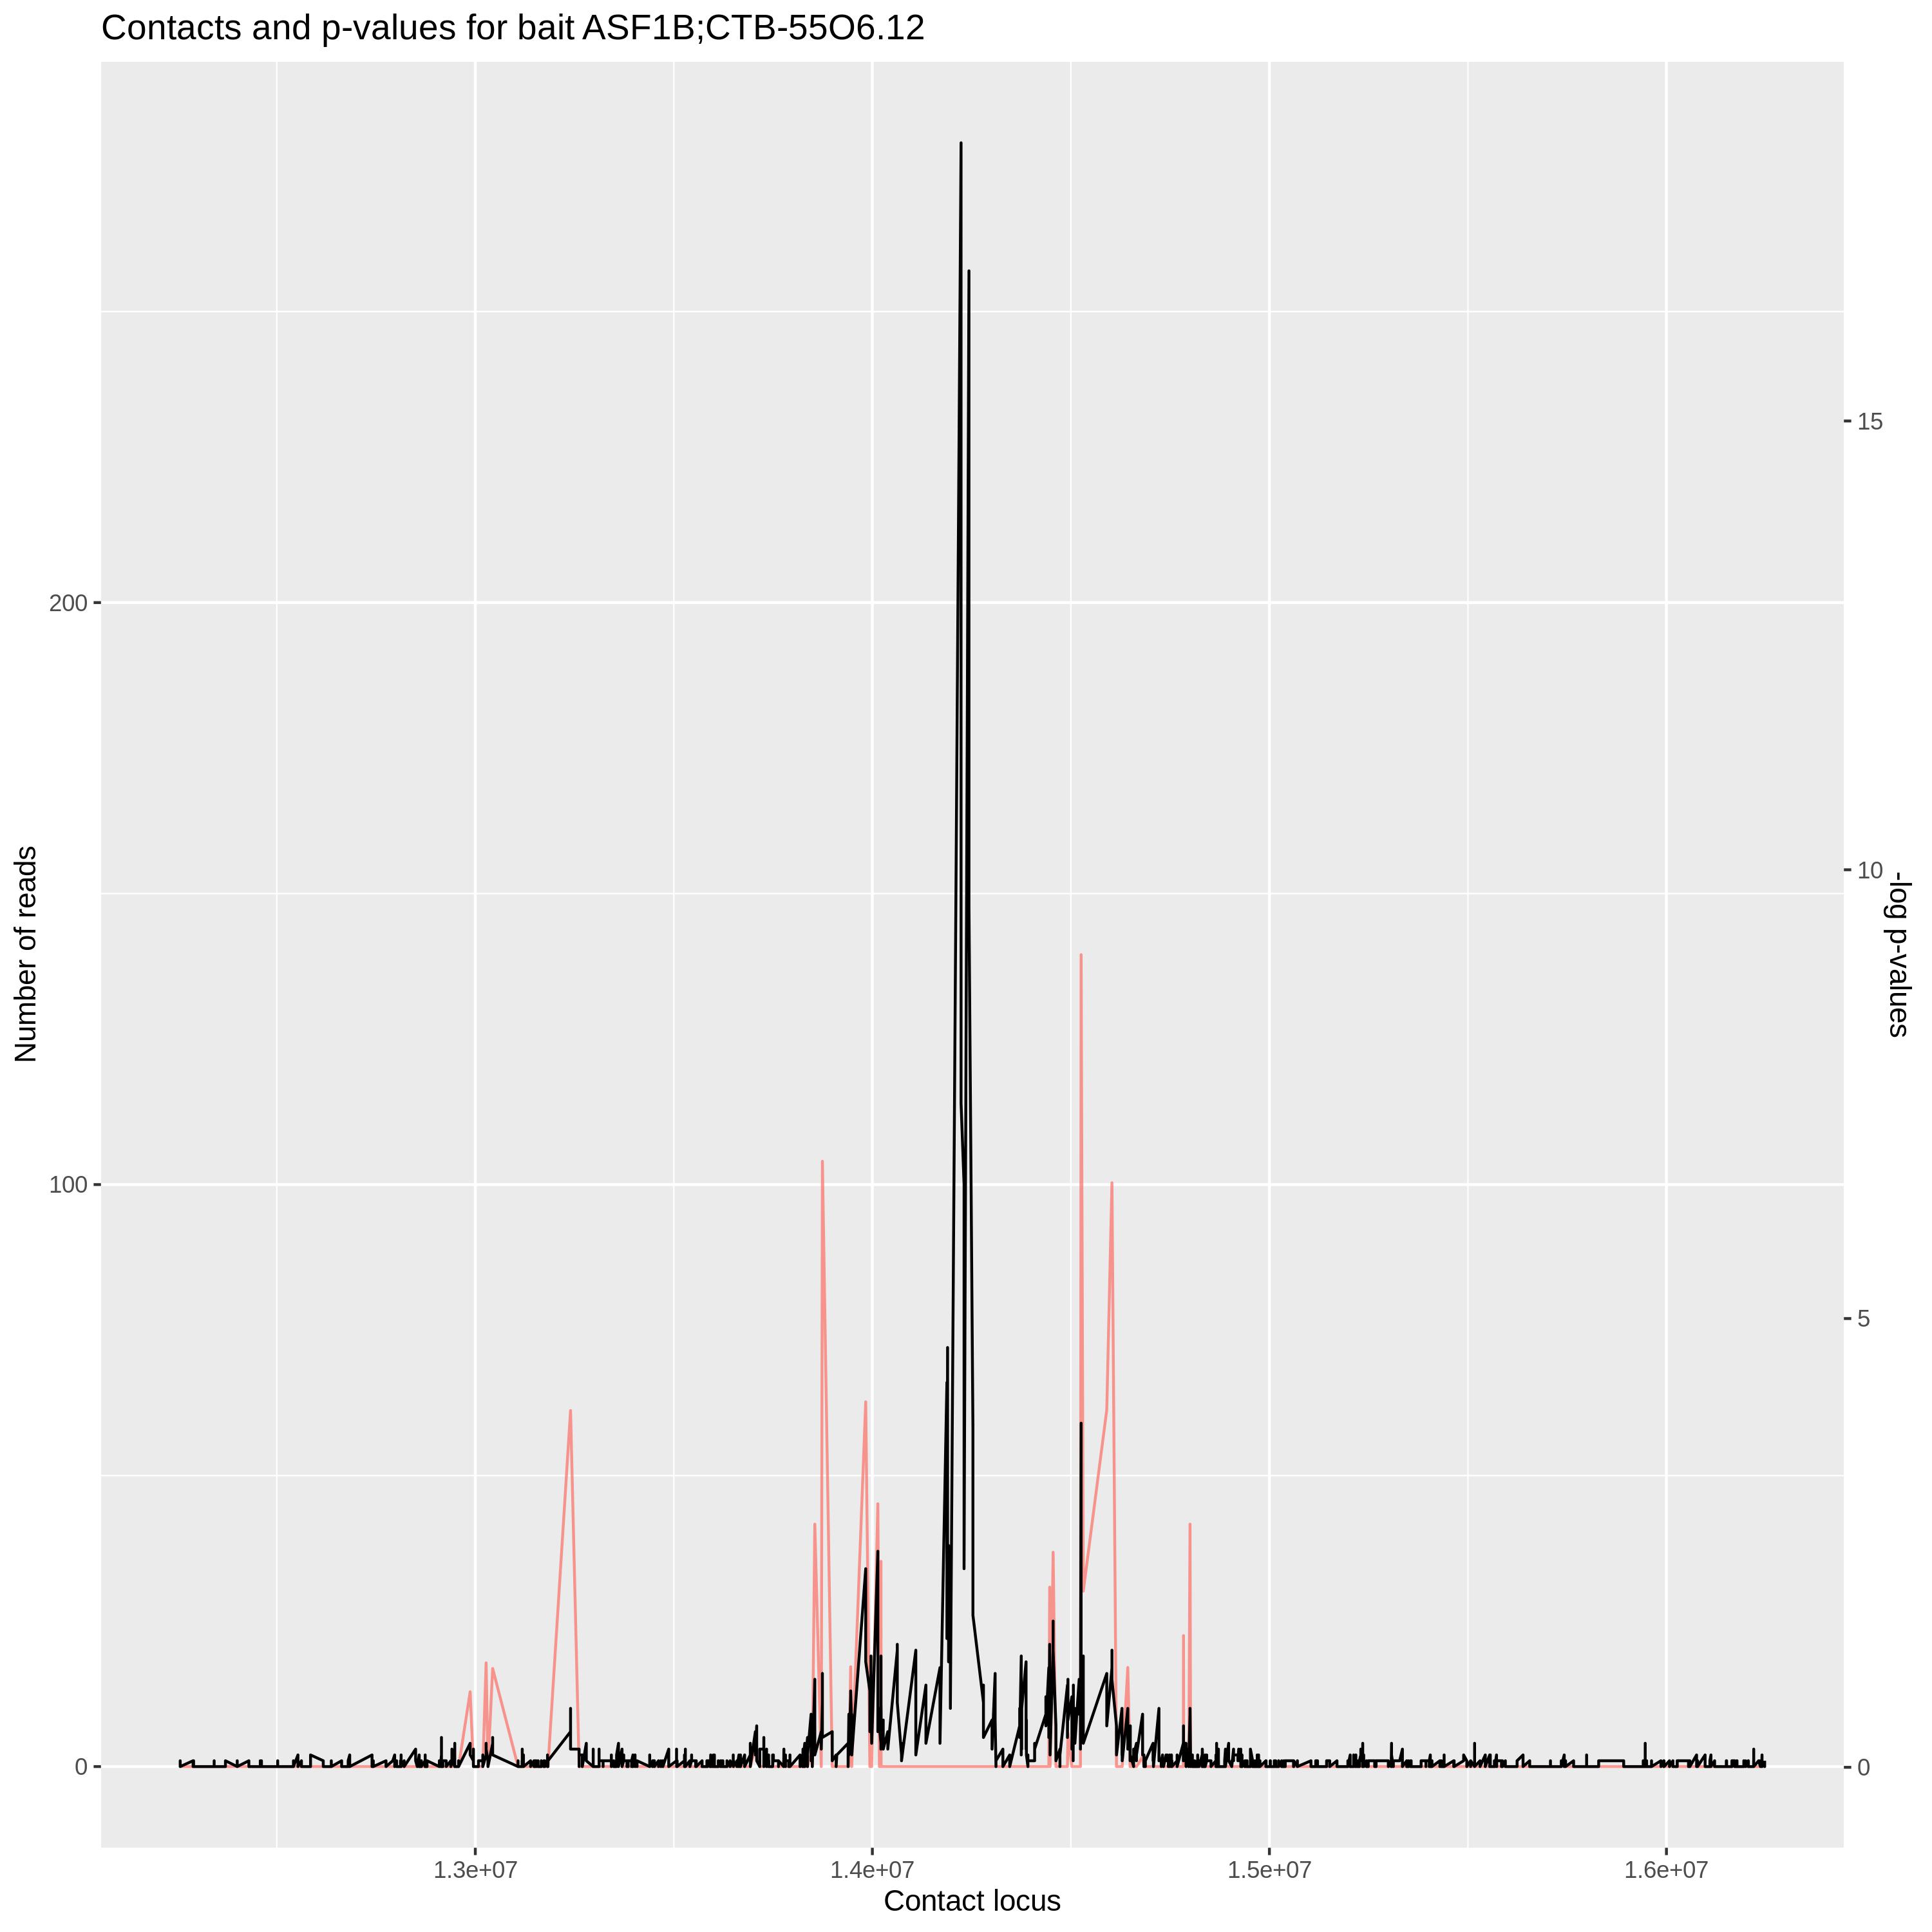 Contacts and p-values for bait ASF1B;CTB-55O6.12
Number of reads
200
100
0
15
10
5
0
-log p-values
1.3e+07 1.4e+07 1.5e+07 1.6e+07
Contact locus